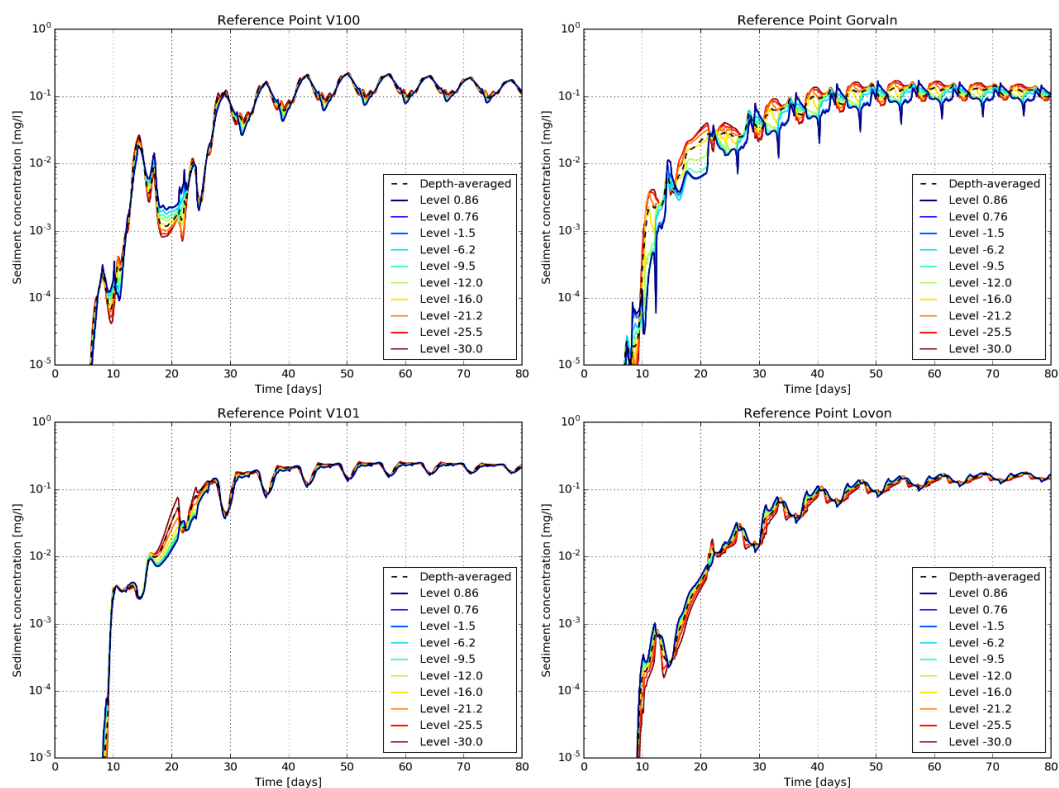 Reference Point V100
10^0
10^-1
10^-2
10^-3
10^-4
10^-5
Sediment concentration [mg/l]
Depth-averaged
Level 0.86
Level 0.76
Level -1.5
Level -6.2
Level -9.5
Level -12.0
Level -16.0
Level -21.2
Level -25.5
Level -30.0
0 10 20 30 40 50 60 70 80
Time [days]
Reference Point Gorvaln
10^0
10^-1
10^-2
10^-3
10^-4
10^-5
Sediment concentration [mg/l]
Depth-averaged
Level 0.86
Level 0.76
Level -1.5
Level -6.2
Level -9.5
Level -12.0
Level -16.0
Level -21.2
Level -25.5
Level -30.0
0 10 20 30 40 50 60 70 80
Time [days]
Reference Point V101
10^0
10^-1
10^-2
10^-3
10^-4
10^-5
Sediment concentration [mg/l]
Depth-averaged
Level 0.86
Level 0.76
Level -1.5
Level -6.2
Level -9.5
Level -12.0
Level -16.0
Level -21.2
Level -25.5
Level -30.0
0 10 20 30 40 50 60 70 80
Time [days]
Reference Point Lovon
10^0
10^-1
10^-2
10^-3
10^-4
10^-5
Sediment concentration [mg/l]
Depth-averaged
Level 0.86
Level 0.76
Level -1.5
Level -6.2
Level -9.5
Level -12.0
Level -16.0
Level -21.2
Level -25.5
Level -30.0
0 10 20 30 40 50 60 70 80
Time [days]